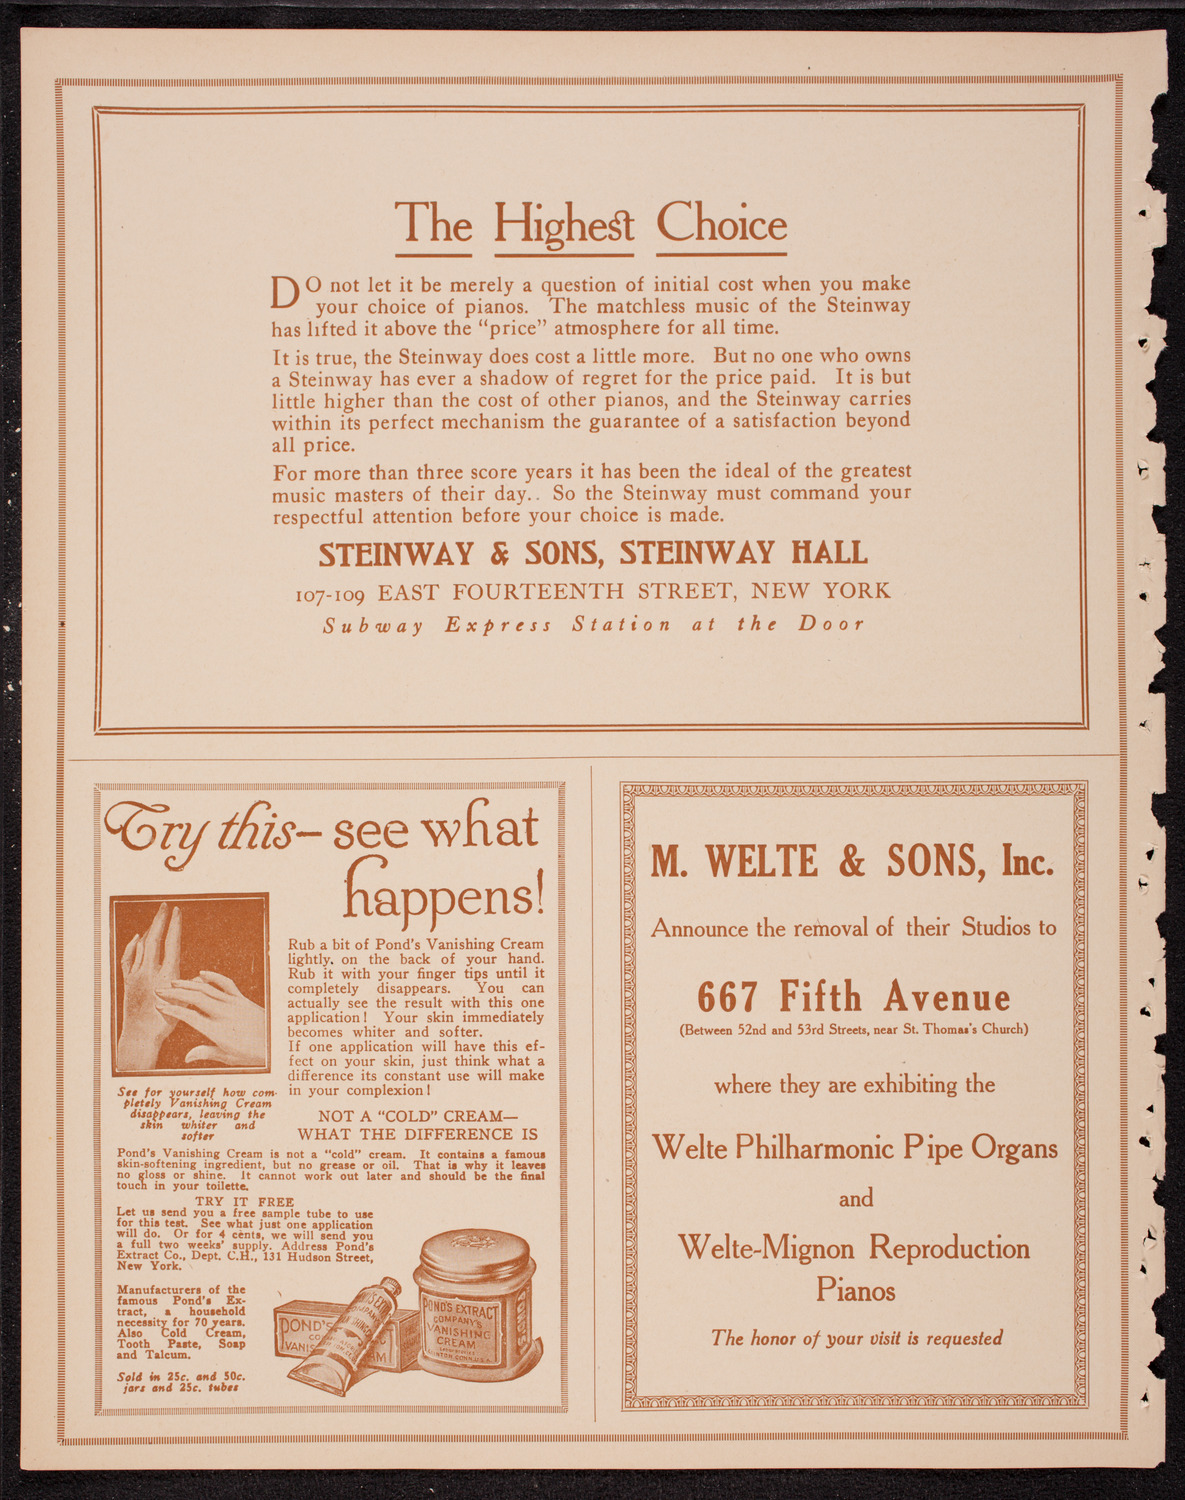 The Highest Choice
DO not let it be merely a question of initial cost when you make
your choice of pianos. The matchless music of the Steinway
has lifted it above the "price" atmosphere for all time.
It is true, the Steinway does cost a little more. But no one who owns
a Steinway has ever a shadow of regret for the price paid. It is but
little higher than the cost of other pianos, and the Steinway carries
within its perfect mechanism the guarantee of a satisfaction beyond
all price.
For more than three score years it has been the ideal of the greatest
music masters of their day.. So the Steinway must command your
respectful attention before your choice is made.
STEINWAY & SONS, STEINWAY HALL
107-109 EAST FOURTEENTH STREET, NEW YORK
Subway Express Station at the Door
Try this—see what
happens!
Rub a bit of Pond's Vanishing Cream
lightly. on the back of your hand.
Rub it with your finger tips until it
completely disappears. You can
actually see the result with this one
application! Your skin immediately
becomes whiter and softer.
If one application will have this ef-
fect on your skin, just think what a
difference its constant use will make
in your complexion!
See for yourself how com-
pletely Vanishing Cream
disappears, leaving the
skin whiter and
softer
NOT A "COLD" CREAM—
WHAT THE DIFFERENCE IS
Pond's Vanishing Cream is not a "cold" cream. It contains a famous
skin-softening ingredient, but no grease or oil. That is why it leaves
no gloss or shine. It cannot work out later and should be the final
touch in your toilette.
TRY IT FREE
Let us send you a free sample tube to use
for this test. See what just one application
will do. Or for 4 cents, we will send you
a full two weeks' supply. Address Pond's
Extract Co., Dept. C.H., 131 Hudson Street,
New York.
Manufacturers of the
famous Pond's Ex-
tract, a household
necessity for 70 years.
Also Cold Cream,
Tooth Paste, Soap
and Talcum.
Sold in 25c. and 50c.
jars and 25c. tubes
POND'S
VANIS
AM
POND'S EXTRACT
COMPANY'S
VANISHING
CREAM
M. WELTE & SONS, Inc.
Announce the removal of their Studios to
667 Fifth Avenue
(Between 52nd and 53rd Streets, near St. Thomas's Church)
where they are exhibiting the
Welte Philharmonic Pipe Organs
and
Welte-Mignon Reproduction
Pianos
The honor of your visit is requested